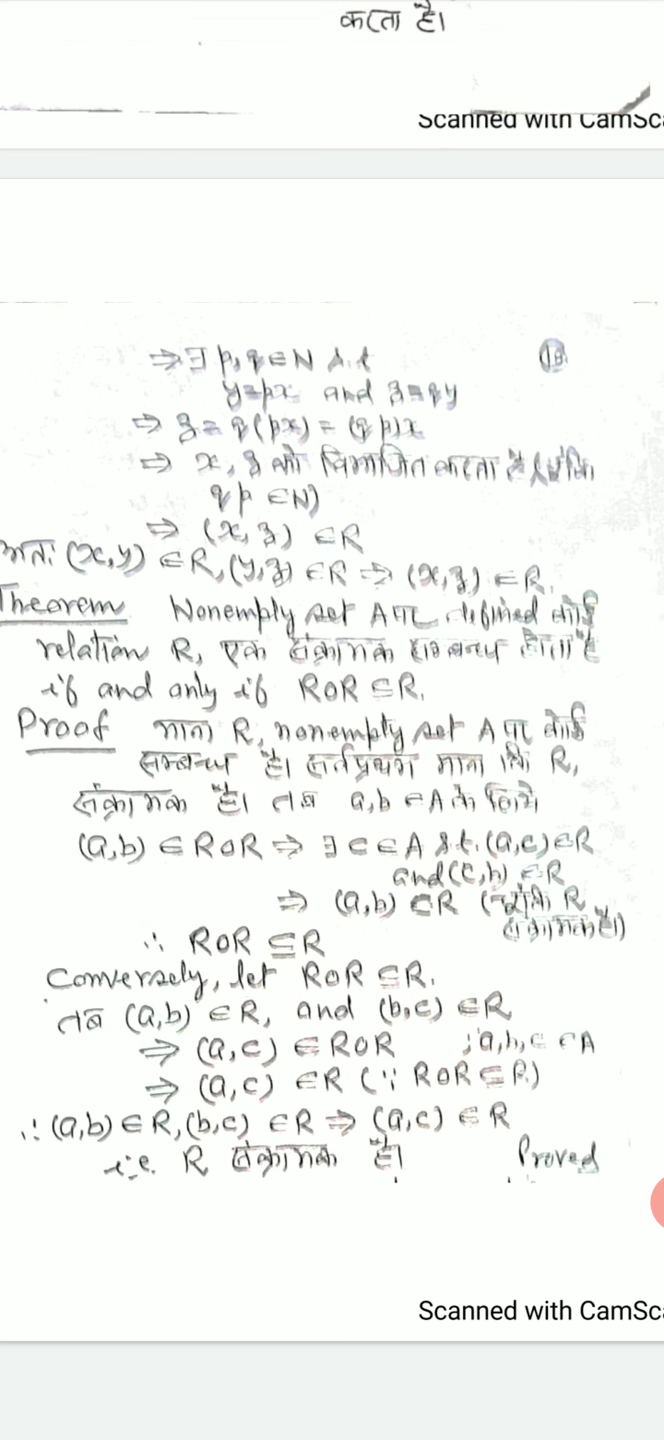 करता है।
Scanned with CamSc
⇒ ∃ p, q ∈ N s.t
18
y=px and z=qy
⇒ z = q(px) = (qp)x
⇒ x, z को विभाजित करता है (क्योंकि
qp ∈ N)
⇒ (x, z) ∈ R
अतः (x,y) ∈ R, (y,z) ∈ R ⇒ (x,z) ∈ R.
Theorem Nonempty set A पर defined कोई
relation R, एक संक्रामक सम्बन्ध होता है
if and only if ROR ⊆ R.
Proof माना R, nonempty set A पर कोई
सम्बन्ध है। सर्वप्रथम माना कि R,
संक्रामक है। तब a,b ∈ A के लिये
(a,b) ∈ ROR ⇒ ∃ c ∈ A s.t. (a,c) ∈ R
and (c,b) ∈ R
⇒ (a,b) ∈ R (क्योंकि R
संक्रामक है।)
∴ ROR ⊆ R
Conversely, let ROR ⊆ R.
तब (a,b) ∈ R, and (b,c) ∈ R
⇒ (a,c) ∈ ROR ; a,b,c ∈ A
⇒ (a,c) ∈ R (∵ ROR ⊆ R)
∴ (a,b) ∈ R, (b,c) ∈ R ⇒ (a,c) ∈ R
i.e. R संक्रामक है।
Proved
Scanned with CamSc